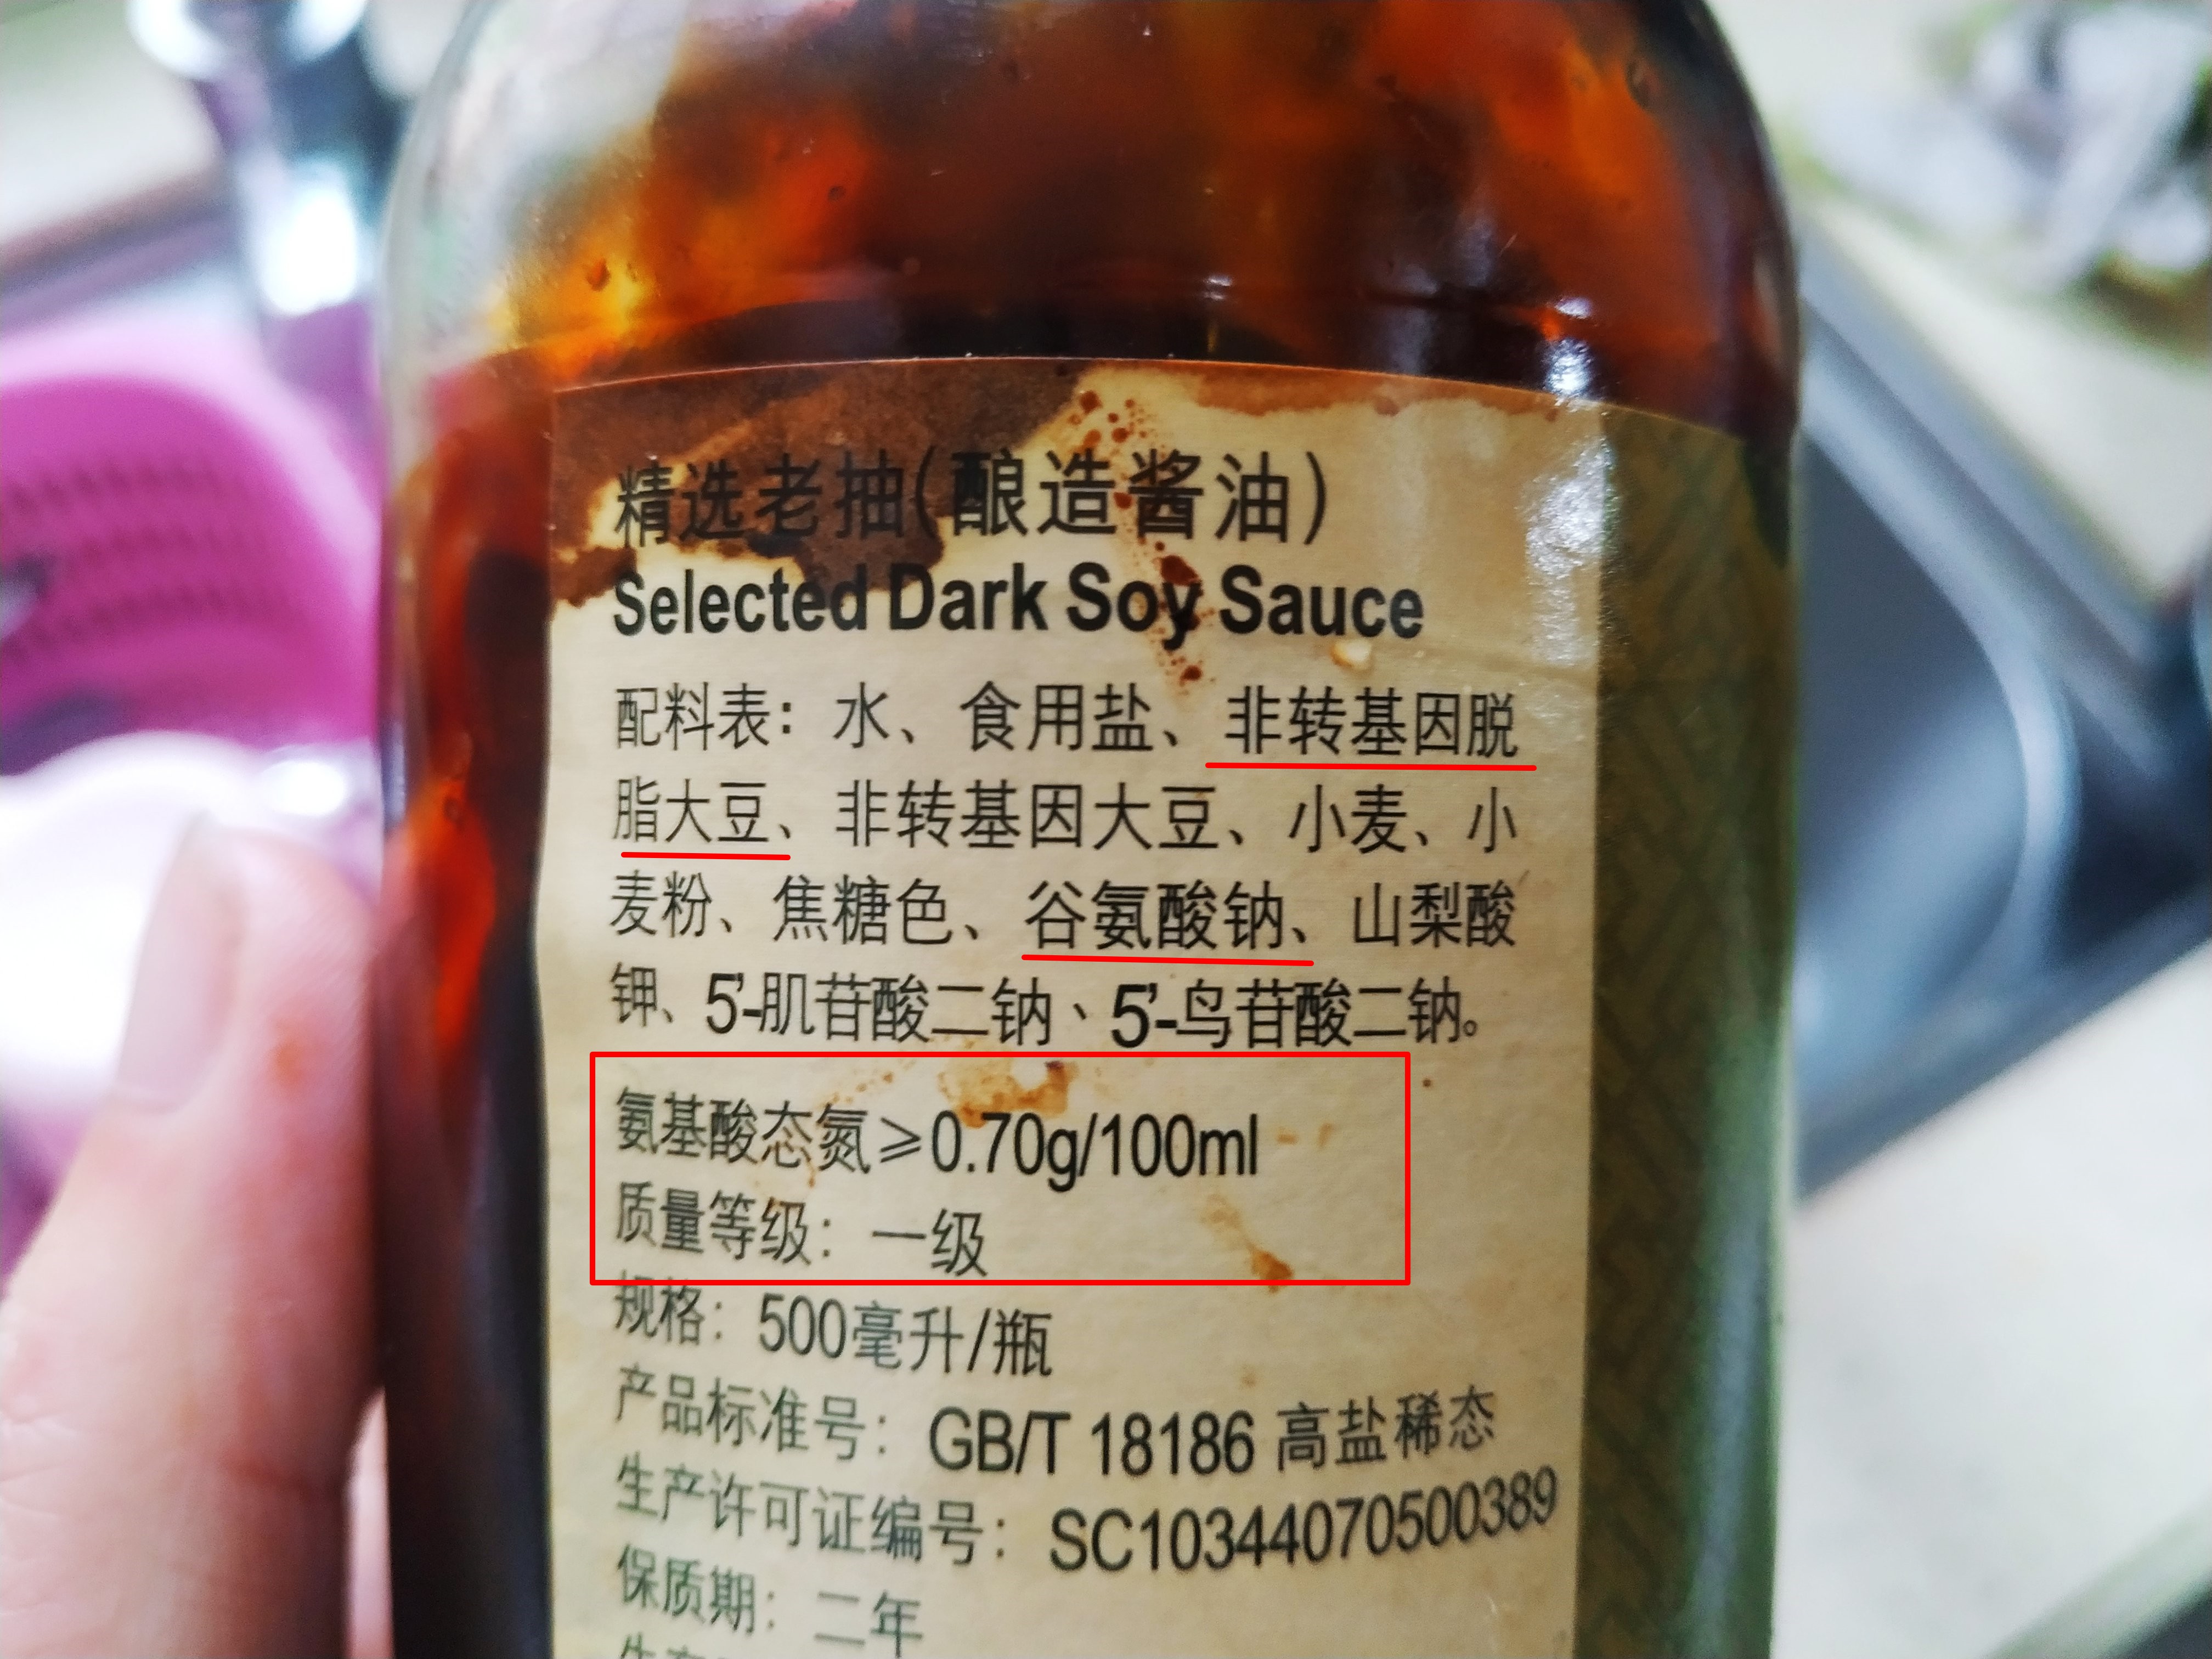 精选老抽(酿造酱油)
Selected Dark Soy Sauce
配料表：水、食用盐、非转基因脱
脂大豆、非转基因大豆、小麦、小
麦粉、焦糖色、谷氨酸钠、山梨酸
钾、5’-肌苷酸二钠、5’-鸟苷酸二钠。
氨基酸态氮⩾0.70g/100ml
质量等级：一级
规格：500毫升/瓶
产品标准号：GB/T 18186 高盐稀态
生产许可证编号：SC10344070500389
保质期：二年